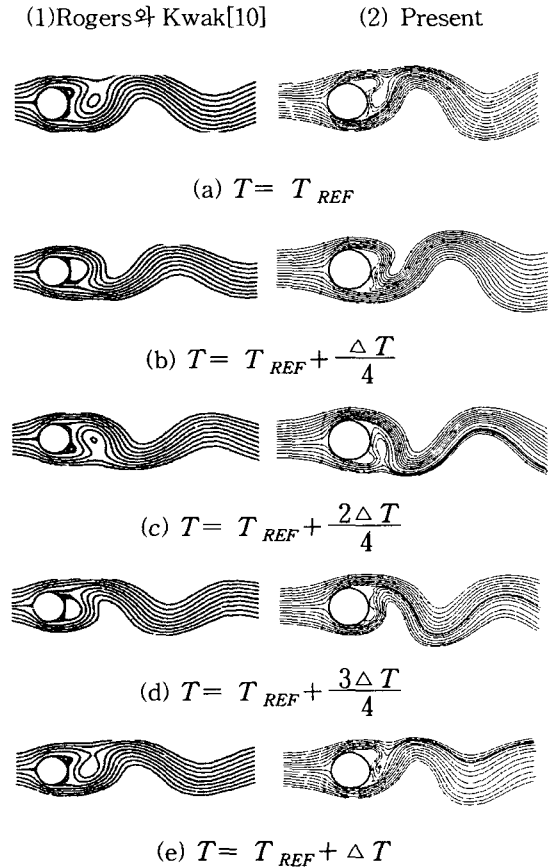 (1)Rogers와 Kwak[10] (2) Present
(a) T = T_REF
(b) T = T_REF + △T/4
(c) T = T_REF + 2△T/4
(d) T = T_REF + 3△T/4
(e) T = T_REF + △T